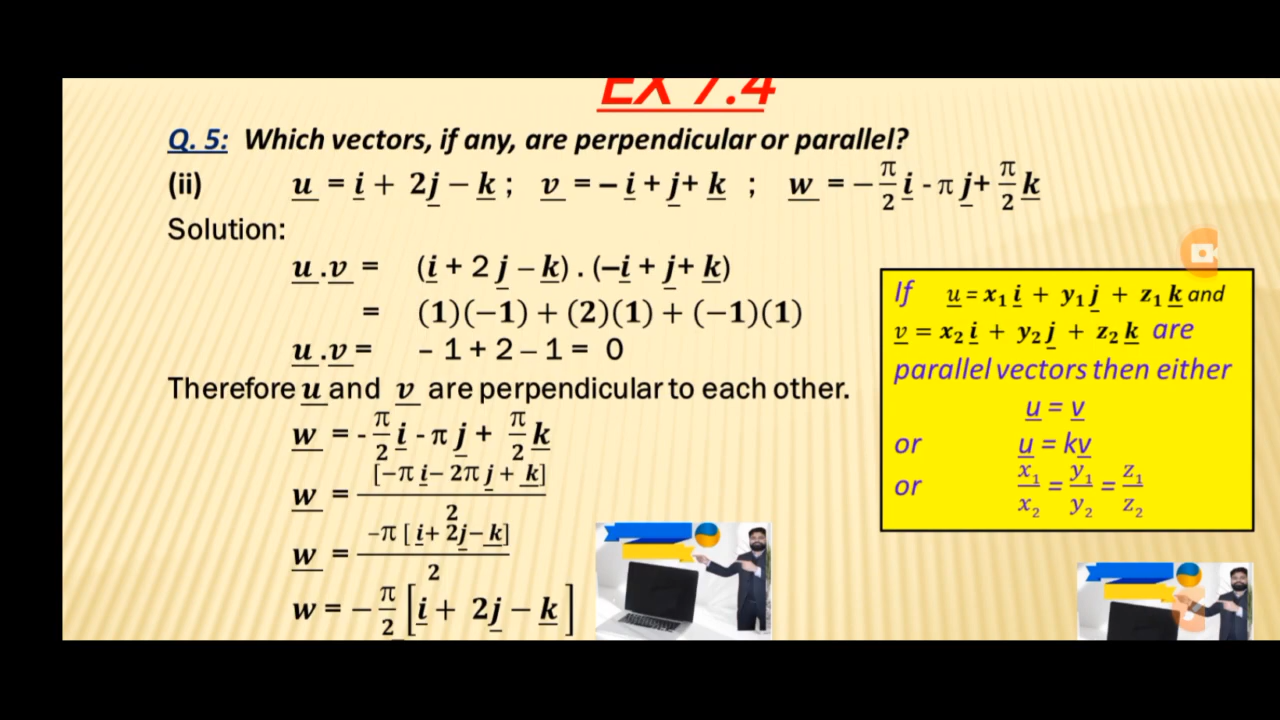 EX 7.4
Q. 5: Which vectors, if any, are perpendicular or parallel?
(ii) u = i + 2j – k ; v = – i + j + k ; w = – π/2 i - π j + π/2 k
Solution:
u . v = (i + 2 j – k) . (–i + j + k)
= (1)(−1) + (2)(1) + (−1)(1)
u . v = – 1 + 2 – 1 = 0
Therefore u and v are perpendicular to each other.
w = - π/2 i - π j + π/2 k
w = [−π i − 2π j + k] / 2
w = −π [ i + 2j − k] / 2
w = − π/2 [i + 2j − k]
If u = x₁ i + y₁ j + z₁ k and
v = x₂ i + y₂ j + z₂ k are
parallel vectors then either
u = v
or u = kv
or x₁/x₂ = y₁/y₂ = z₁/z₂